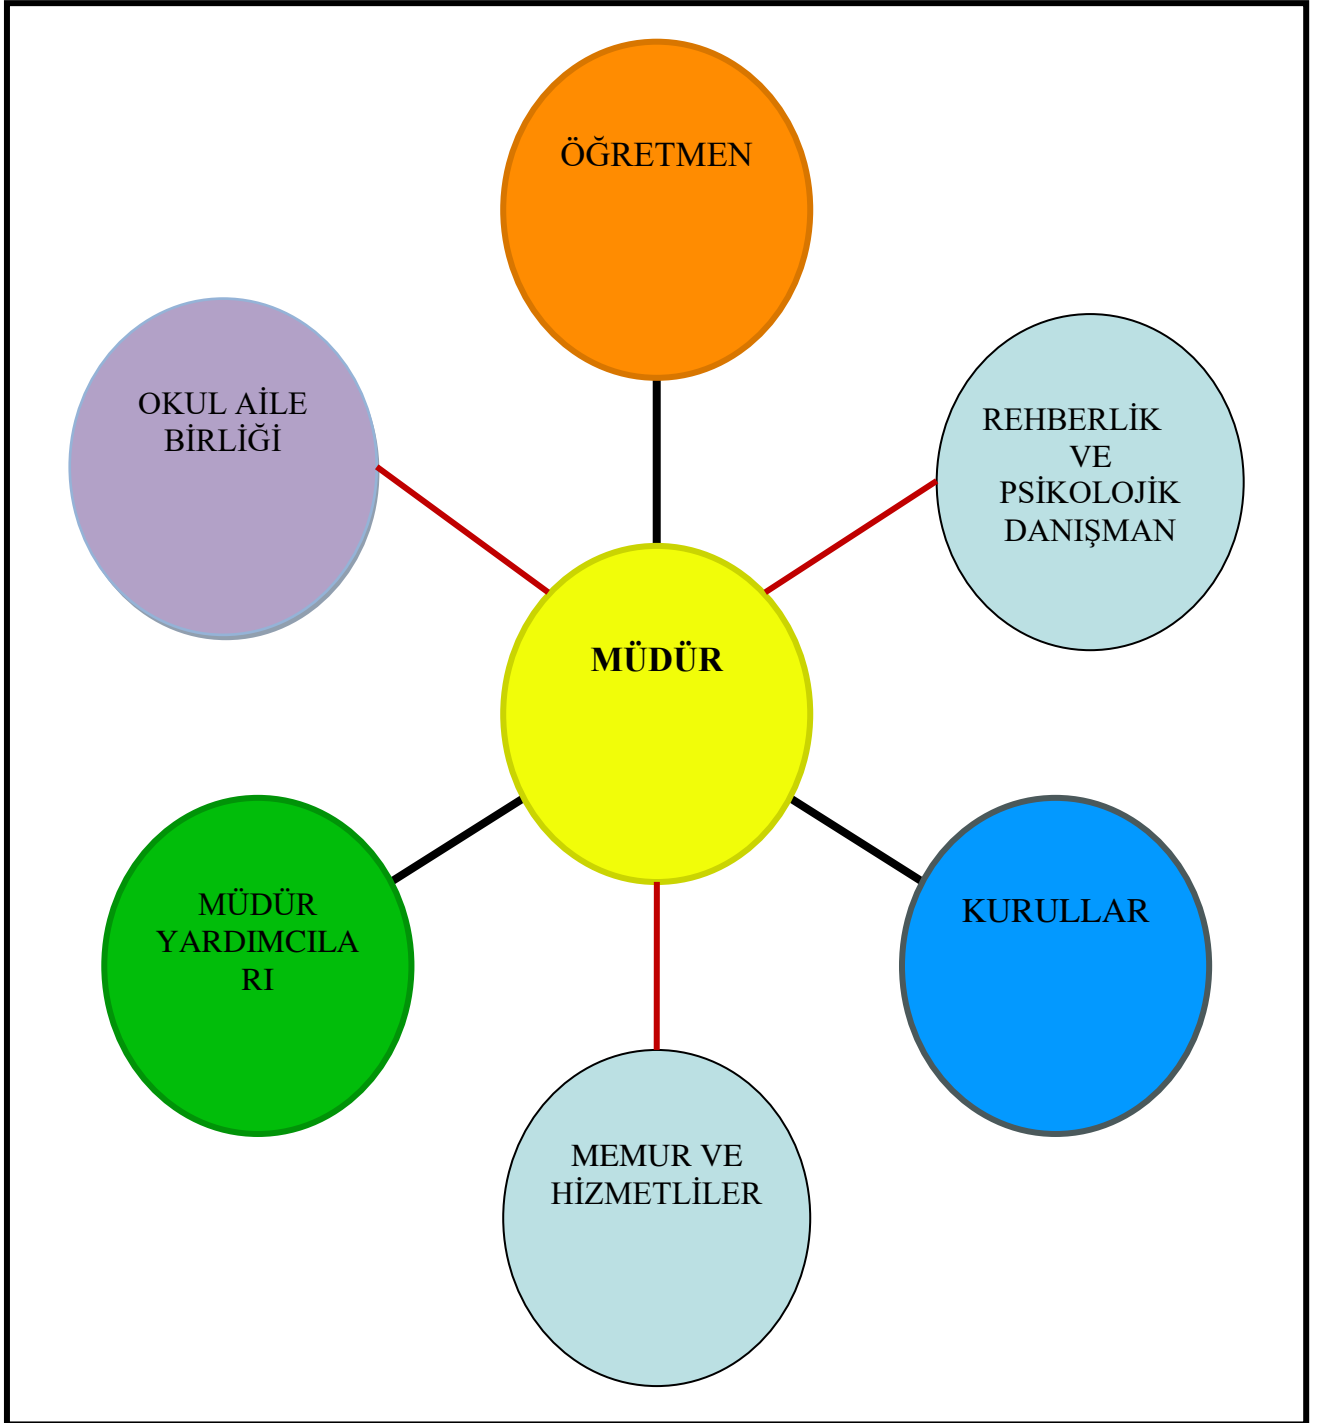 ÖĞRETMEN
OKUL AİLE
BİRLİĞİ
REHBERLİK
VE
PSİKOLOJİK
DANIŞMAN
MÜDÜR
MÜDÜR
YARDIMCILA
RI
KURULLAR
MEMUR VE
HİZMETLİLER